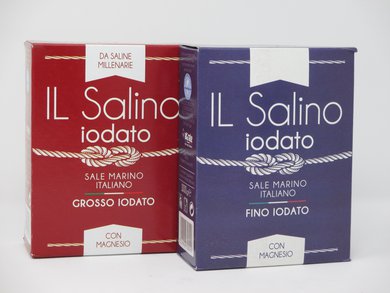 DA SALINE
MILLENARIE
IL Salino
iodato
SALE MARINO
ITALIANO
GROSSO IODATO
CON
MAGNESIO
IL Salino
iodato
SALE MARINO
ITALIANO
FINO IODATO
CON
MAGNESIO